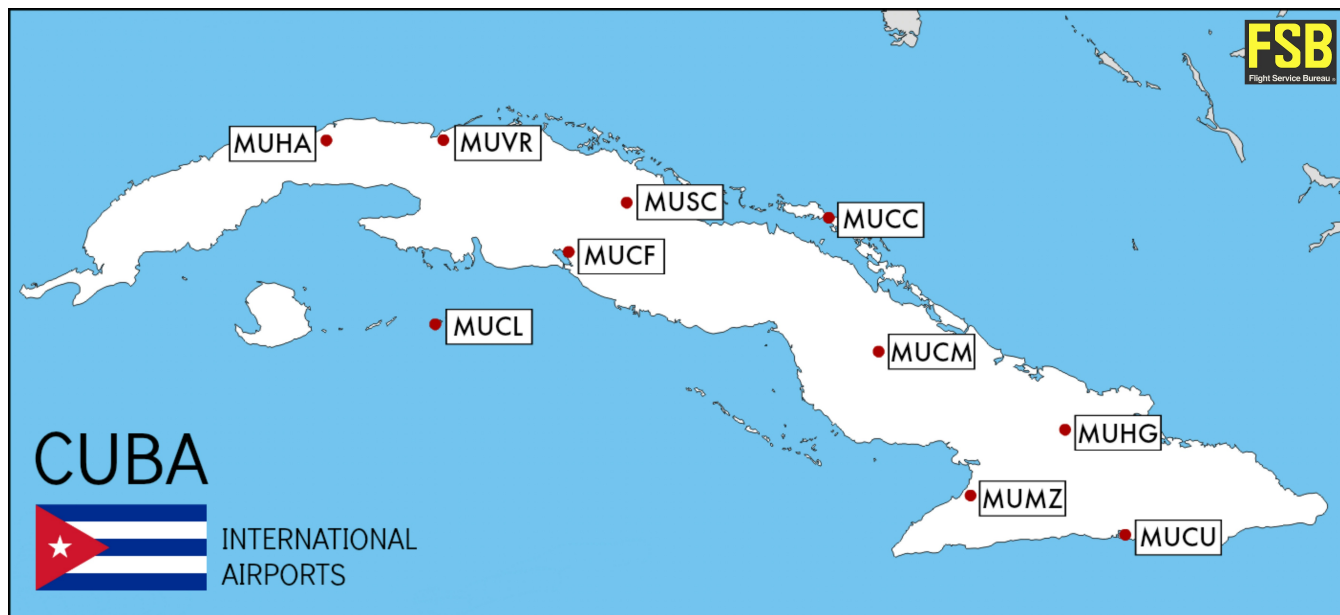 FSB
Flight Service Bureau
MUHA
MUVR
MUSC
MUCC
MUCF
MUCL
MUCM
MUHG
MUMZ
MUCU
CUBA
INTERNATIONAL
AIRPORTS